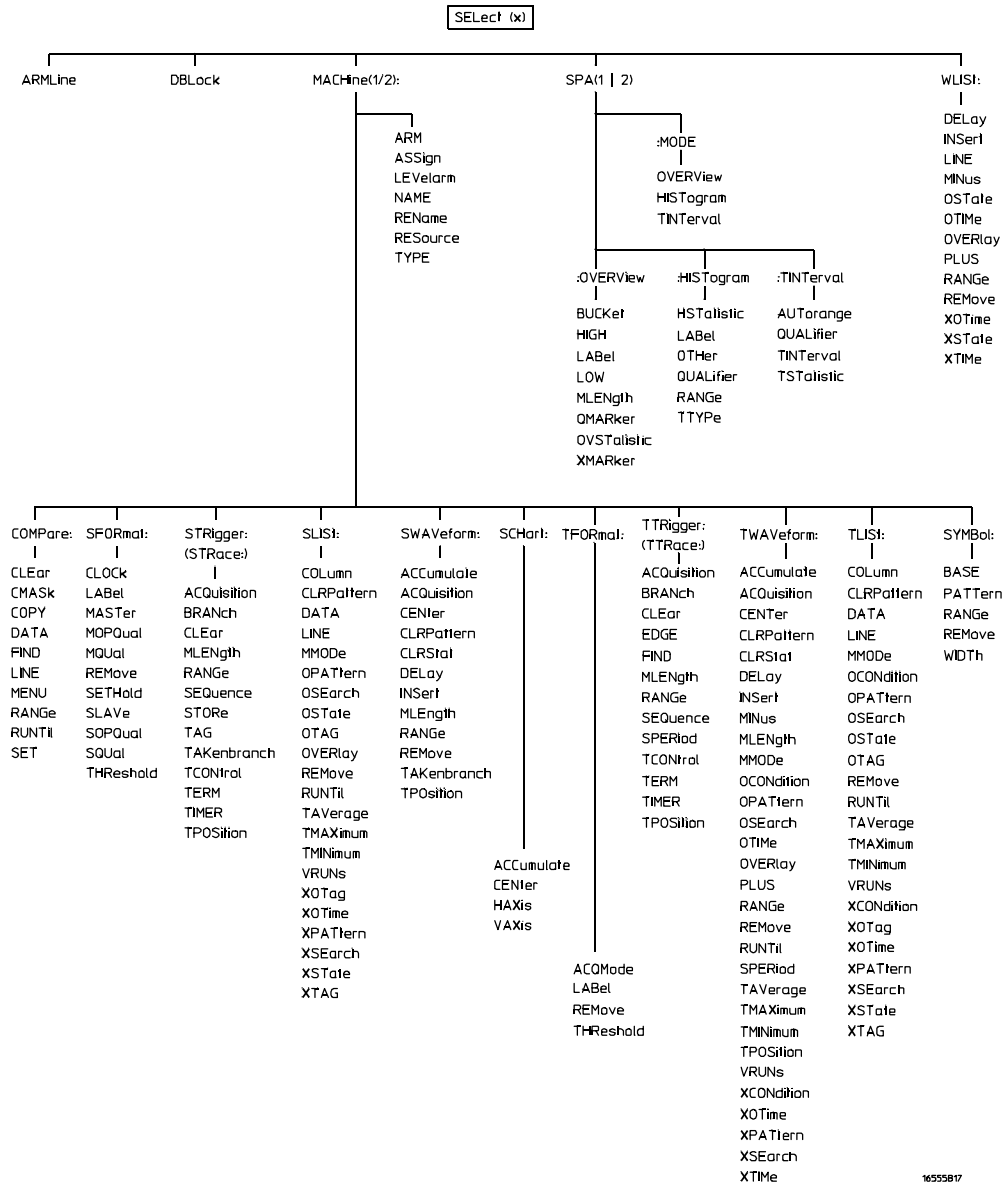 SELect (x)
ARMLine
DBLock
MACHine(1/2):
SPA(1 | 2)
WLISt:
ARM
ASSign
LEVelarm
NAME
REName
RESource
TYPE
:MODE
OVERView
HISTogram
TINTerval
:OVERView
BUCKet
HIGH
LABel
LOW
MLENgth
OMARker
OVSTatistic
XMARker
:HISTogram
HSTatistic
LABel
OTHer
QUALifier
RANGe
TTYPe
:TINTerval
AUTorange
QUALifier
TINTerval
TSTatistic
DELay
INSert
LINE
MINus
OSTate
OTIMe
OVERlay
PLUS
RANGe
REMove
XOTime
XSTate
XTIMe
COMPare:
CLEar
CMASk
COPY
DATA
FIND
LINE
MENU
RANGe
RUNTil
SET
SFORmat:
CLOCk
LABel
MASTer
MOPQual
MQUal
REMove
SETHold
SLAVe
SOPQual
SQUal
THReshold
STRigger:
(STRace:)
ACQuisition
BRANch
CLEar
MLENgth
RANGe
SEQuence
STORe
TAG
TAKenbranch
TCONtrol
TERM
TIMER
TPOSition
SLISt:
COLumn
CLRPattern
DATA
LINE
MMODe
OPATtern
OSEarch
OSTate
OTAG
OVERlay
REMove
RUNTil
TAVerage
TMAXimum
TMINimum
VRUNs
XOTag
XOTime
XPATtern
XSEarch
XSTate
XTAG
SWAVeform:
ACCumulate
ACQuisition
CENter
CLRPattern
CLRStat
DELay
INSert
MLEngth
RANGe
REMove
TAKenbranch
TPOsition
SCHart:
ACCumulate
CENter
HAXis
VAXis
TFORmat:
ACQMode
LABel
REMove
THReshold
TTRigger:
(TTRace:)
ACQuisition
BRANch
CLEar
EDGE
FIND
MLENgth
RANGe
SEQuence
SPERiod
TCONtrol
TERM
TIMER
TPOSition
TWAVeform:
ACCumulate
ACQuisition
CENTer
CLRPattern
CLRStat
DELay
INSert
MINus
MLENgth
MMODe
OCONdition
OPATtern
OSEarch
OTIMe
OVERlay
PLUS
RANGe
REMove
RUNTil
SPERiod
TAVerage
TMAXimum
TMINimum
TPOSition
VRUNs
XCONdition
XOTime
XPATtern
XSEarch
XTIMe
TLISt:
COLumn
CLRPattern
DATA
LINE
MMODe
OCONdition
OPATtern
OSEarch
OSTate
OTAG
REMove
RUNTil
TAVerage
TMAXimum
TMINimum
VRUNs
XCONdition
XOTag
XOTime
XPATtern
XSEarch
XSTate
XTAG
SYMBol:
BASE
PATTern
RANGe
REMove
WIDTh
16555B17